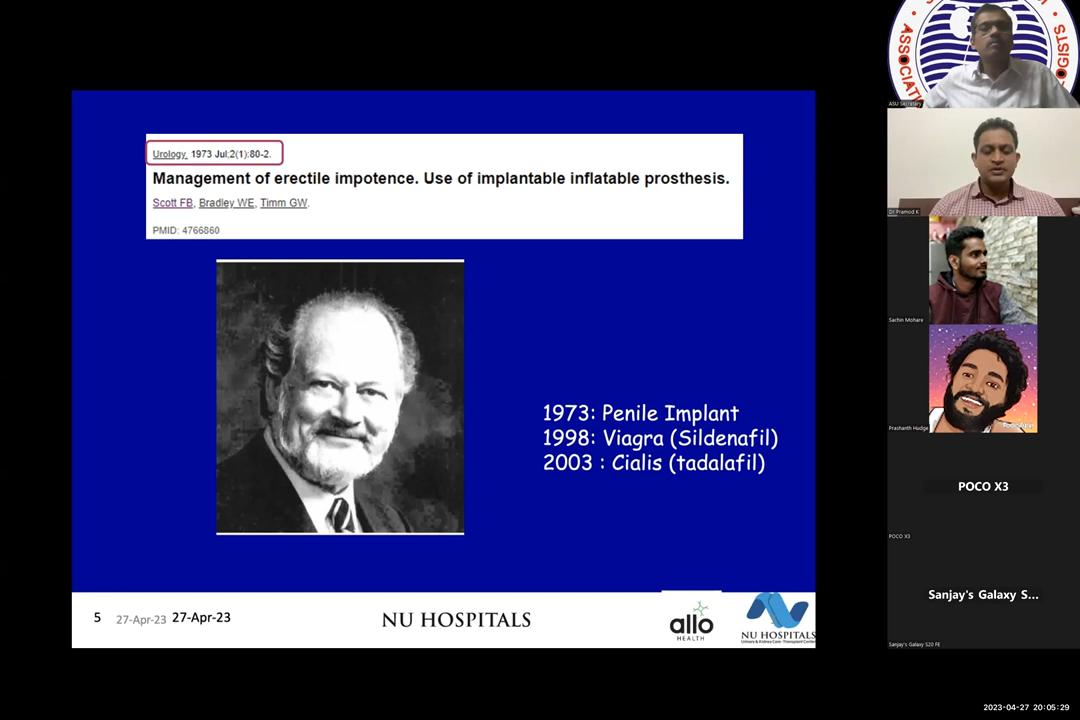 Urology. 1973 Jul;2(1):80-2.
Management of erectile impotence. Use of implantable inflatable prosthesis.
Scott FB, Bradley WE, Timm GW.
PMID: 4766860
1973: Penile Implant
1998: Viagra (Sildenafil)
2003 : Cialis (tadalafil)
5
27-Apr-23 27-Apr-23
NU HOSPITALS
allo
HEALTH
NU HOSPITALS
ASU Secretary
Dr Pramod K
Sachin Mohare
Prashanth Hudge
POCO X3
POCO X3
Sanjay's Galaxy S...
Sanjay's Galaxy S20 FE
2023-04-27 20:05:29